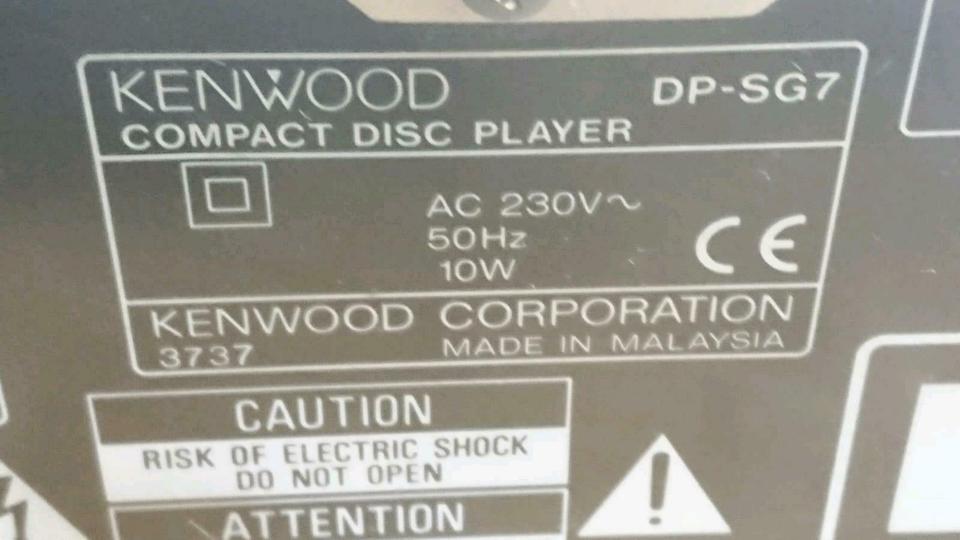 KENWOOD DP-SG7
COMPACT DISC PLAYER
AC 230V~
50Hz
10W
CE
KENWOOD CORPORATION
3737 MADE IN MALAYSIA
CAUTION
RISK OF ELECTRIC SHOCK
DO NOT OPEN
ATTENTION